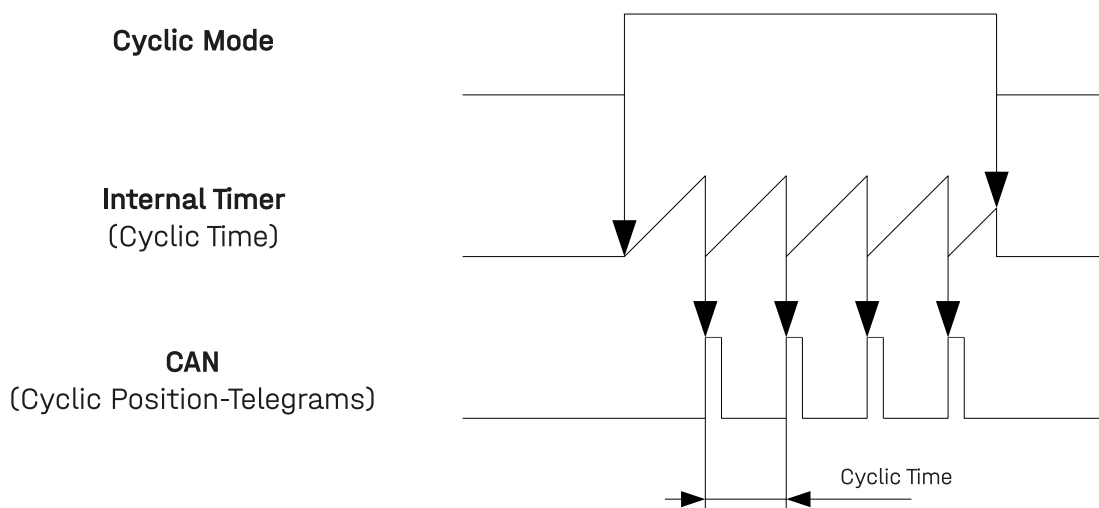 Cyclic Mode
Internal Timer
(Cyclic Time)
CAN
(Cyclic Position-Telegrams)
Cyclic Time